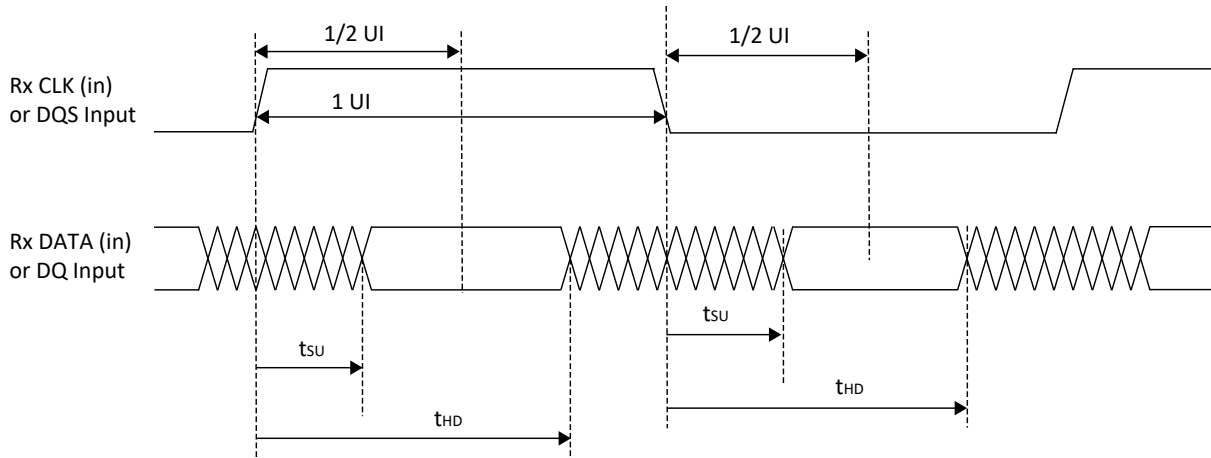 1/2 UI
1/2 UI
Rx CLK (in)
or DQS Input
1 UI
Rx DATA (in)
or DQ Input
tSU
tSU
tHD
tHD